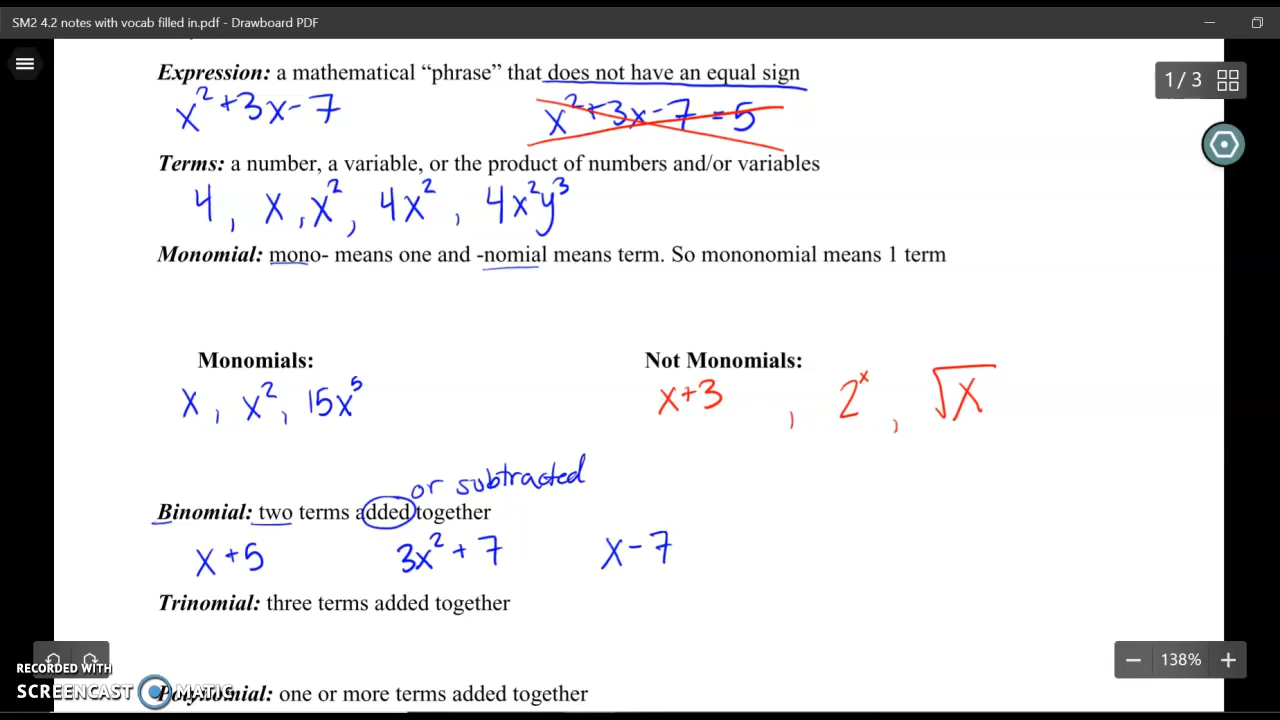 SM2 4.2 notes with vocab filled in.pdf - Drawboard PDF
Expression: a mathematical “phrase” that does not have an equal sign
1 / 3
x²+3x-7 x²+3x-7=5
Terms: a number, a variable, or the product of numbers and/or variables
4, x, x², 4x², 4x²y³
Monomial: mono- means one and -nomial means term. So mononomial means 1 term
Monomials: Not Monomials:
x, x², 15x⁵ x+3, 2ˣ, √x
or subtracted
Binomial: two terms added together
x+5 3x²+7 x-7
Trinomial: three terms added together
138%
RECORDED WITH
SCREENCAST MATIC
Polynomial: one or more terms added together